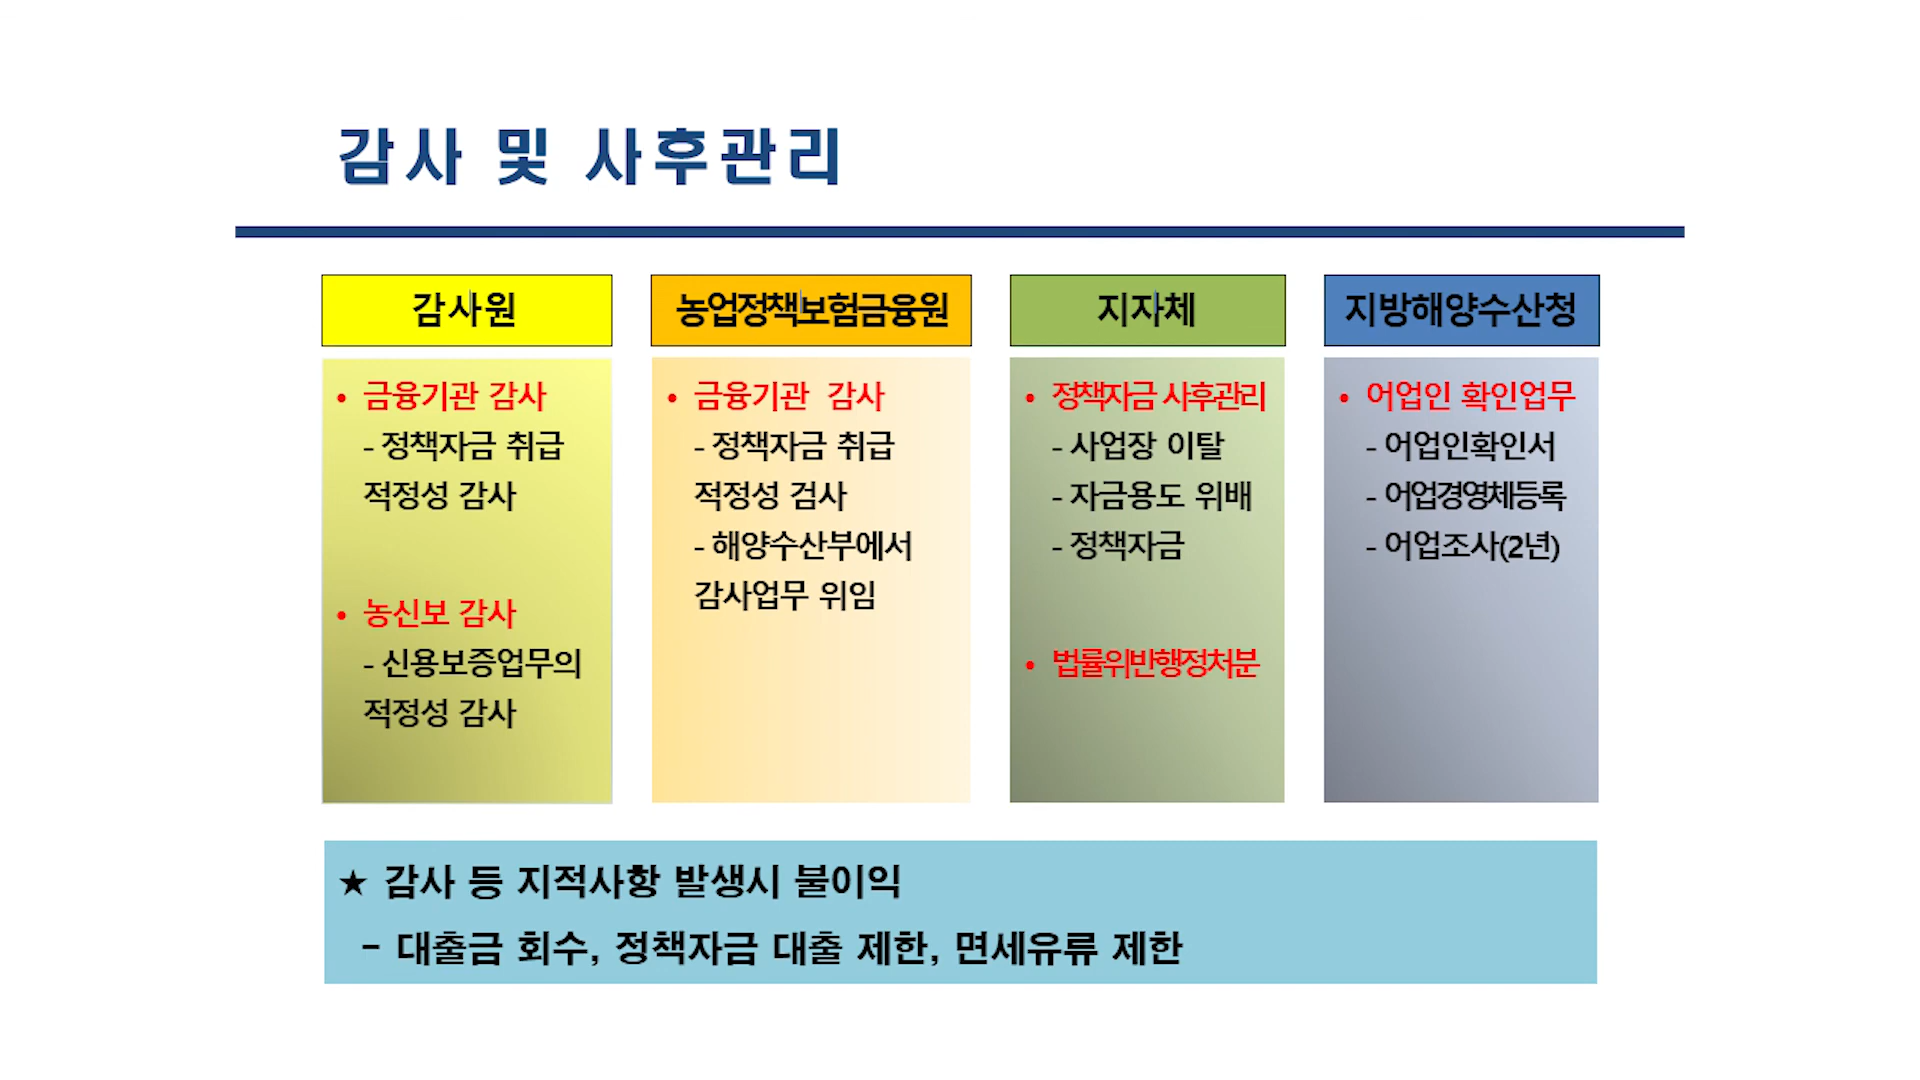 감사 및 사후관리
감사원
• 금융기관 감사
- 정책자금 취급
적정성 감사
• 농신보 감사
- 신용보증업무의
적정성 감사
농업정책보험금융원
• 금융기관 감사
- 정책자금 취급
적정성 검사
- 해양수산부에서
감사업무 위임
지자체
• 정책자금 사후관리
- 사업장 이탈
- 자금용도 위배
- 정책자금
• 법률위반행정처분
지방해양수산청
• 어업인 확인업무
- 어업인확인서
- 어업경영체등록
- 어업조사(2년)
★ 감사 등 지적사항 발생시 불이익
- 대출금 회수, 정책자금 대출 제한, 면세유류 제한